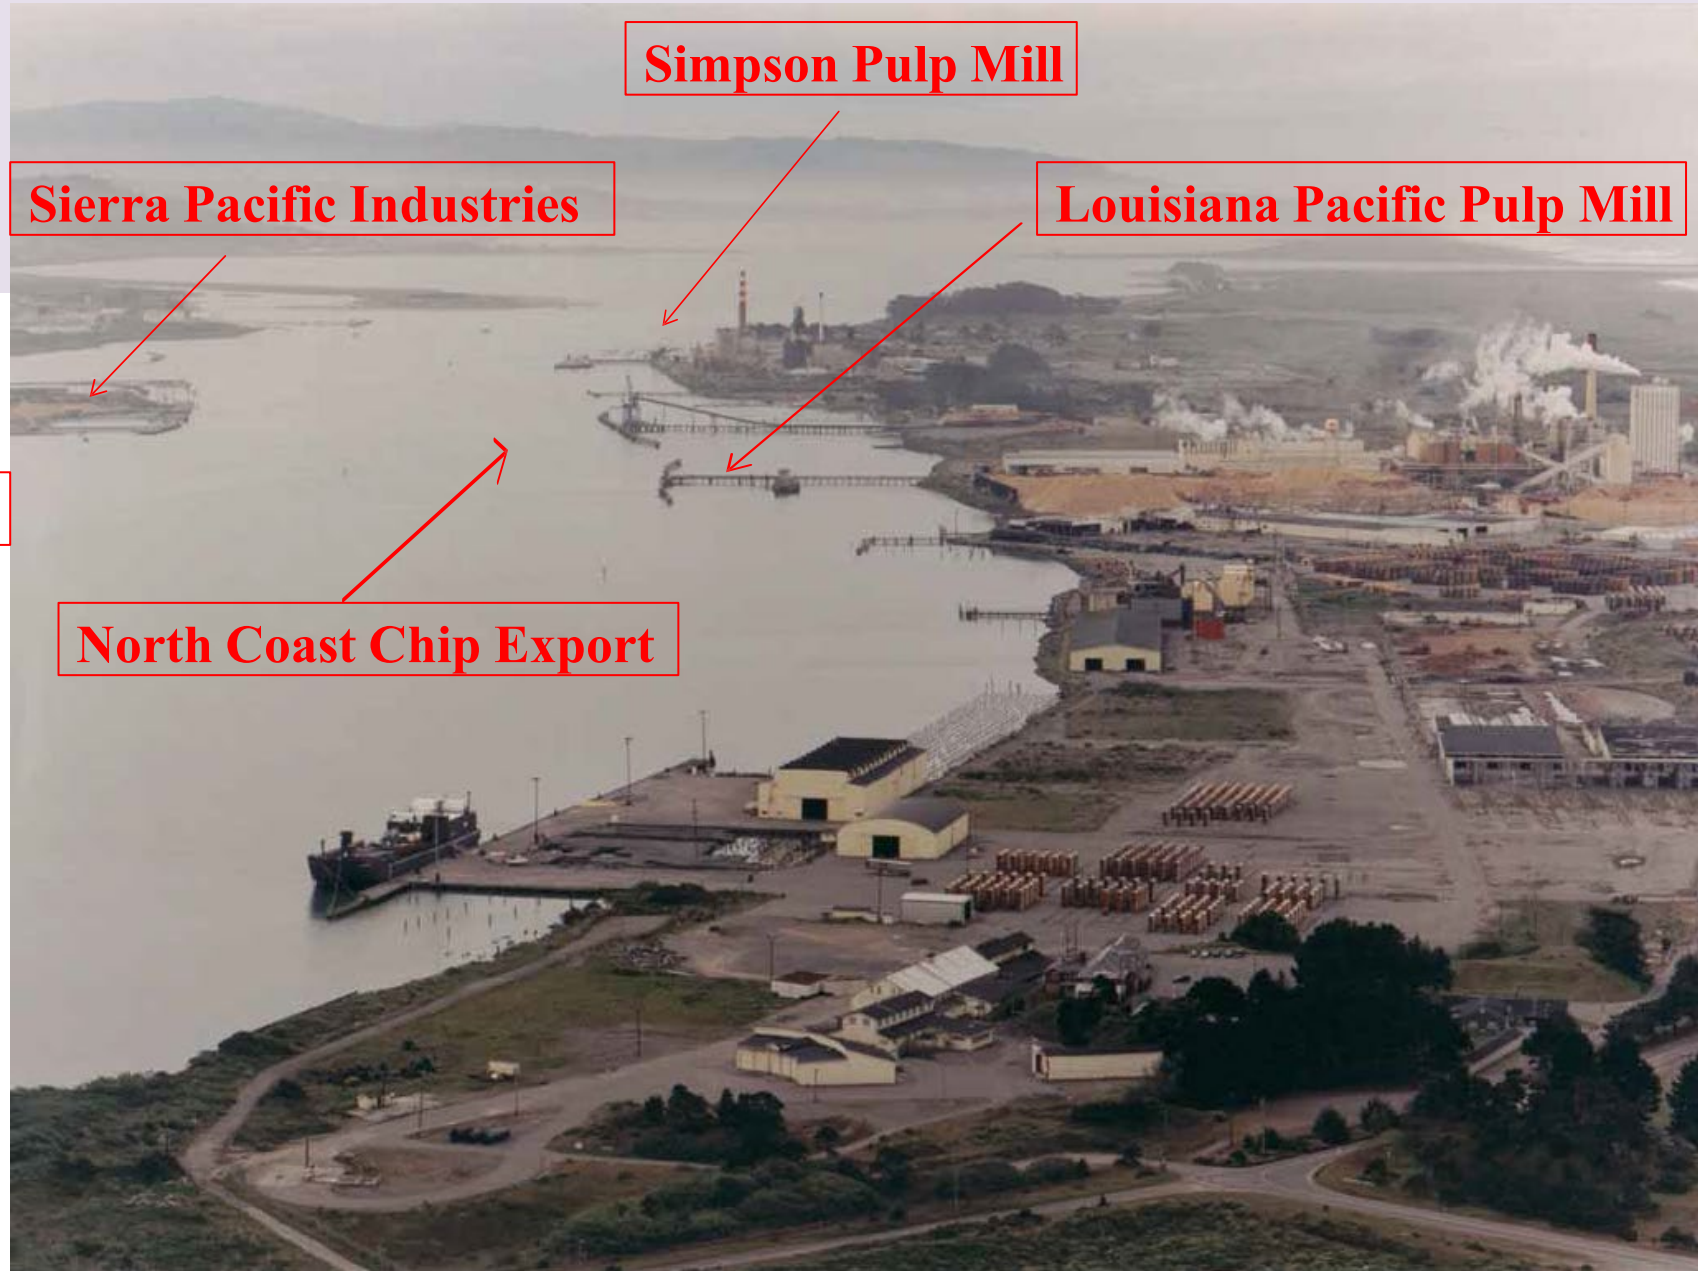 Simpson Pulp Mill
Sierra Pacific Industries
Louisiana Pacific Pulp Mill
North Coast Chip Export